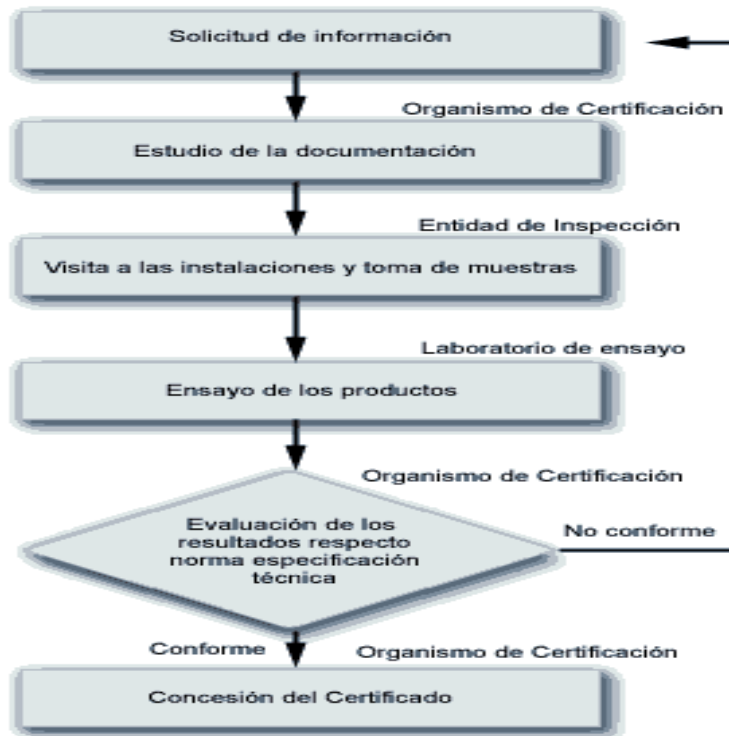 Solicitud de información
Organismo de Certificación
Estudio de la documentación
Entidad de Inspección
Visita a las instalaciones y toma de muestras
Laboratorio de ensayo
Ensayo de los productos
Organismo de Certificación
Evaluación de los
resultados respecto
norma especificación
técnica
No conforme
Conforme
Organismo de Certificación
Concesión del Certificado